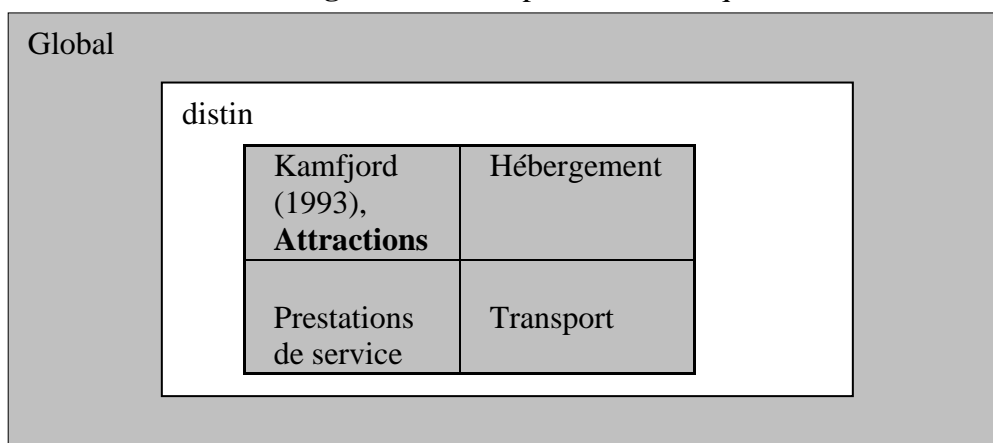 Global
distin
Kamfjord
(1993),
Attractions
Hébergement
Prestations
de service
Transport